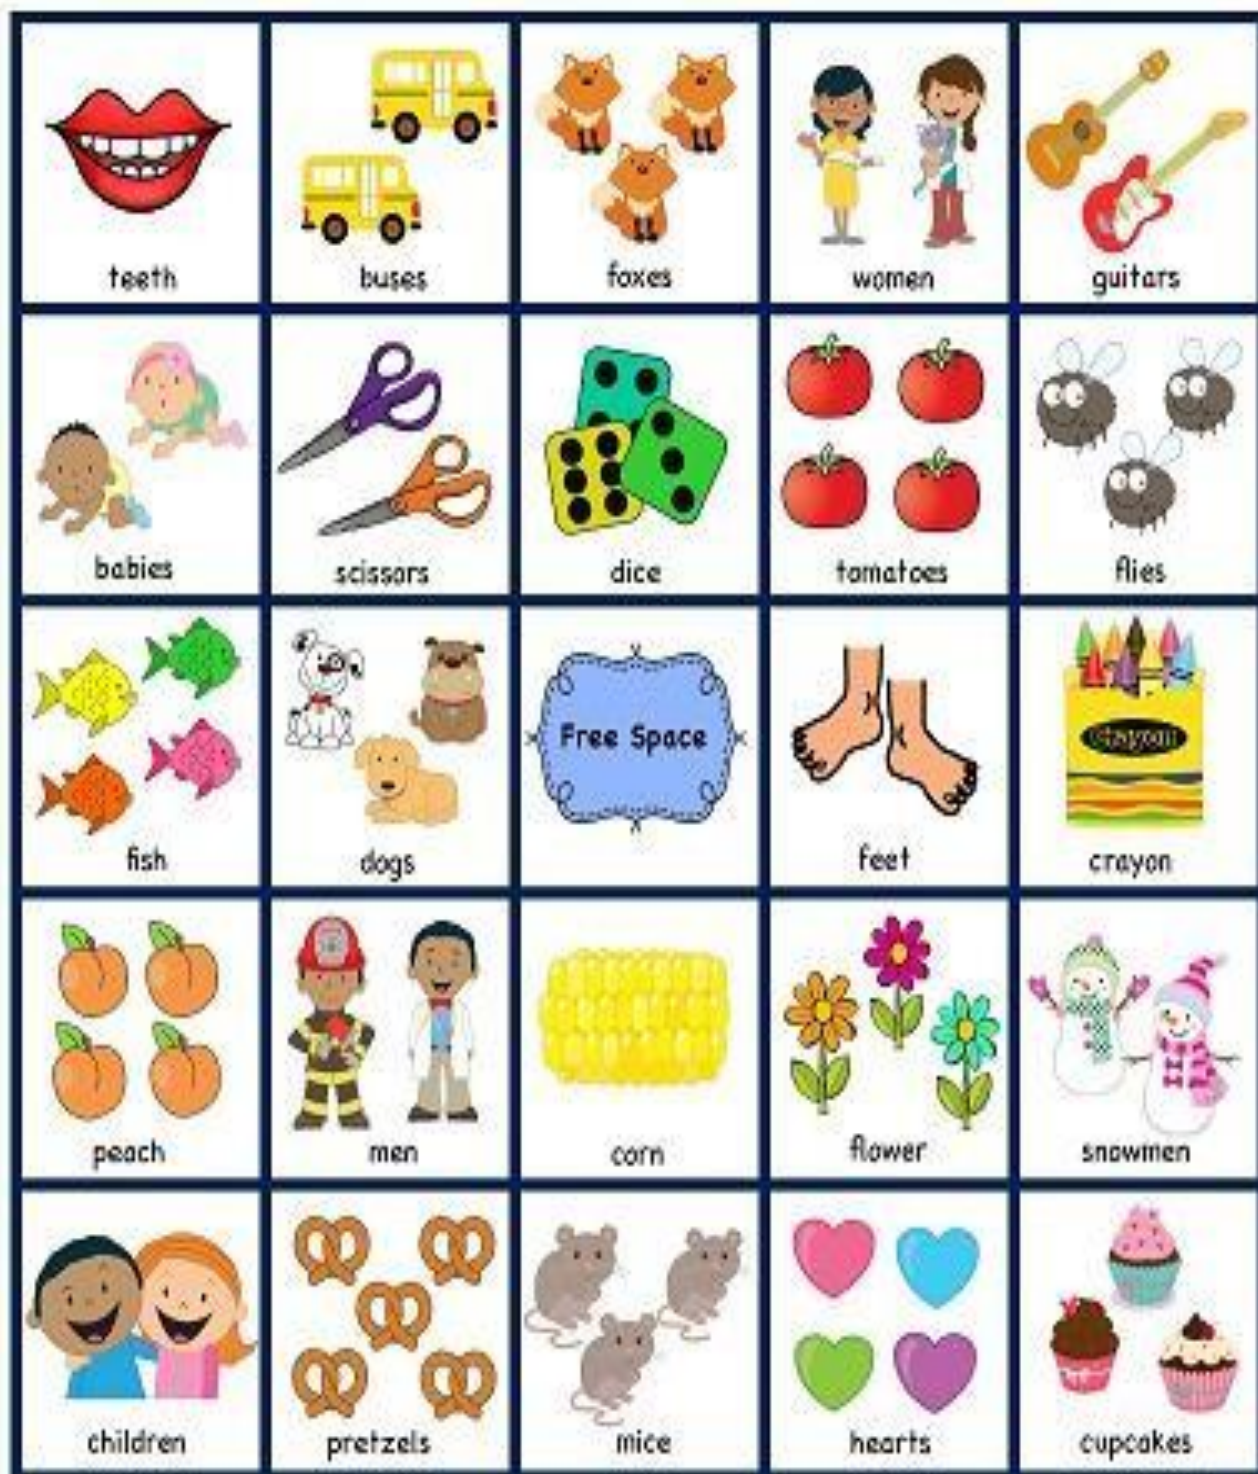 teeth
buses
foxes
women
guitars
babies
scissors
dice
tomatoes
flies
fish
dogs
Free Space
feet
Crayon
crayon
peach
men
corn
flower
snowmen
children
pretzels
mice
hearts
cupcakes